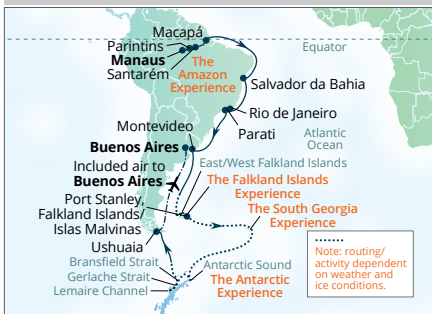 Macapá
Parintins
Manaus
Santarém
The
Amazon
Experience
Equator
Salvador da Bahia
Rio de Janeiro
Parati
Montevideo
Atlantic
Ocean
Buenos Aires
Included air to
Buenos Aires
East/West Falkland Islands
The Falkland Islands
Experience
Port Stanley,
Falkland Islands/
Islas Malvinas
The South Georgia
Experience
Ushuaia
Bransfield Strait
Gerlache Strait
Lemaire Channel
Antarctic Sound
The Antarctic
Experience
Note: routing/
activity dependent
on weather and
ice conditions.